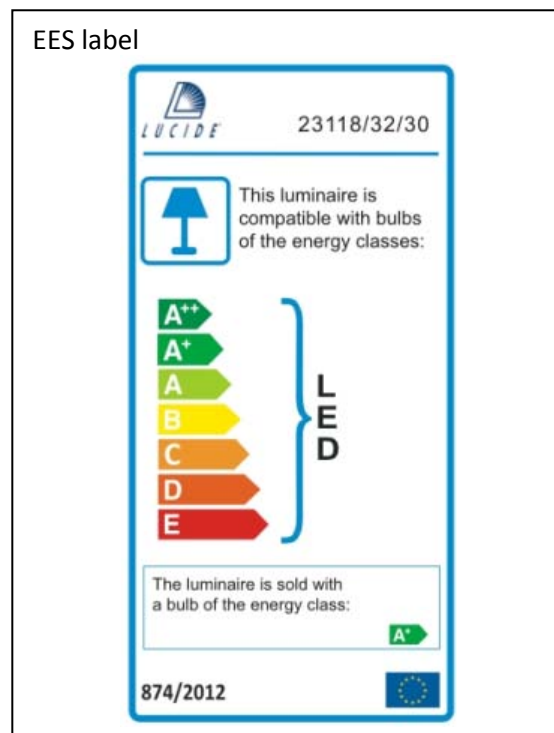 EES label
LUCIDE
23118/32/30
This luminaire is
compatible with bulbs
of the energy classes:
A++
A+
A
B
C
D
E
L
E
D
The luminaire is sold with
a bulb of the energy class:
A+
874/2012